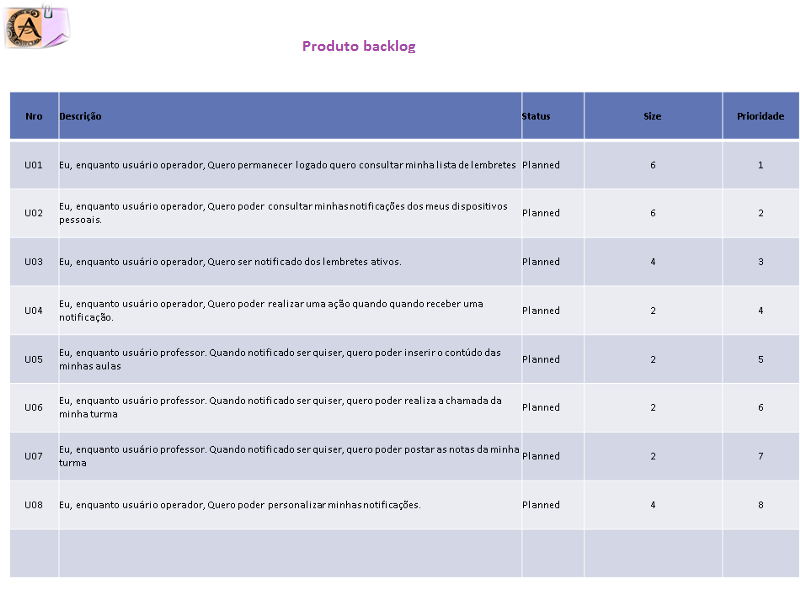 A
Produto backlog
Nro Descrição Status Size Prioridade
U01 Eu, enquanto usuário operador, Quero permanecer logado quero consultar minha lista de lembretes Planned 6 1
U02 Eu, enquanto usuário operador, Quero poder consultar minhas notificações dos meus dispositivos
pessoais. Planned 6 2
U03 Eu, enquanto usuário operador, Quero ser notificado dos lembretes ativos. Planned 4 3
U04 Eu, enquanto usuário operador, Quero poder realizar uma ação quando quando receber uma
notificação. Planned 2 4
U05 Eu, enquanto usuário professor. Quando notificado ser quiser, quero poder inserir o contúdo das
minhas aulas Planned 2 5
U06 Eu, enquanto usuário professor. Quando notificado ser quiser, quero poder realiza a chamada da
minha turma Planned 2 6
U07 Eu, enquanto usuário professor. Quando notificado ser quiser, quero poder postar as notas da minha
turma Planned 2 7
U08 Eu, enquanto usuário operador, Quero poder personalizar minhas notificações. Planned 4 8